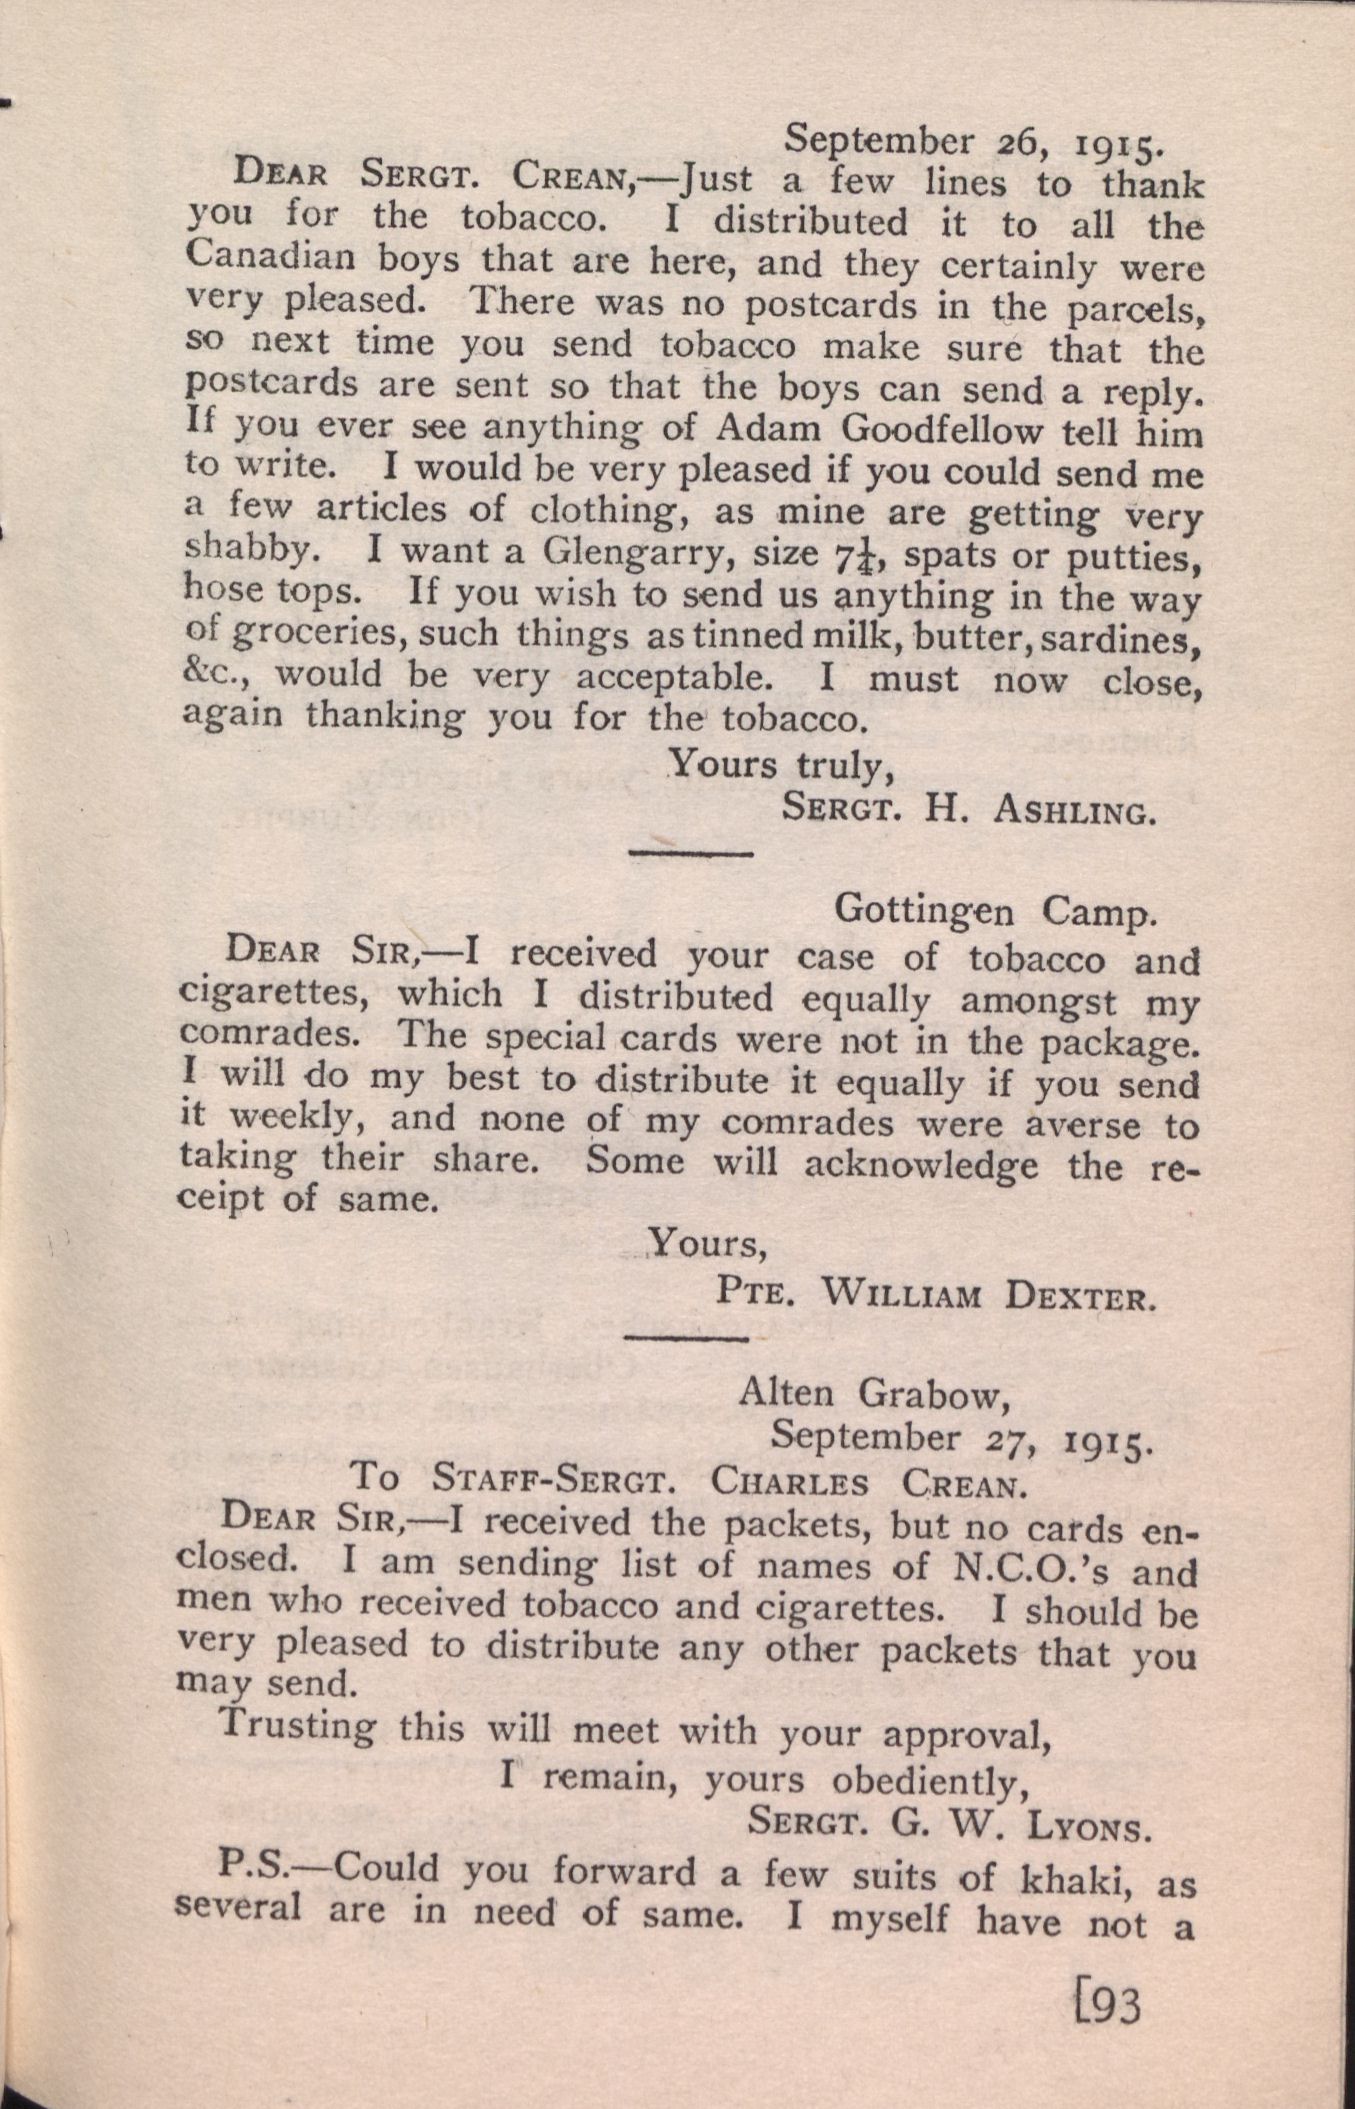 September 26, 1915.
DEAR SERGT. CREAN,—Just a few lines to thank
you for the tobacco. I distributed it to all the
Canadian boys that are here, and they certainly were
very pleased. There was no postcards in the parcels,
so next time you send tobacco make sure that the
postcards are sent so that the boys can send a reply.
If you ever see anything of Adam Goodfellow tell him
to write. I would be very pleased if you could send me
a few articles of clothing, as mine are getting very
shabby. I want a Glengarry, size 7¼, spats or putties,
hose tops. If you wish to send us anything in the way
of groceries, such things as tinned milk, butter, sardines,
&c., would be very acceptable. I must now close,
again thanking you for the tobacco.
Yours truly,
SERGT. H. ASHLING.
Gottingen Camp.
DEAR SIR,—I received your case of tobacco and
cigarettes, which I distributed equally amongst my
comrades. The special cards were not in the package.
I will do my best to distribute it equally if you send
it weekly, and none of my comrades were averse to
taking their share. Some will acknowledge the re-
ceipt of same.
Yours,
PTE. WILLIAM DEXTER.
Alten Grabow,
September 27, 1915.
TO STAFF-SERGT. CHARLES CREAN.
DEAR SIR,—I received the packets, but no cards en-
closed. I am sending list of names of N.C.O.'s and
men who received tobacco and cigarettes. I should be
very pleased to distribute any other packets that you
may send.
Trusting this will meet with your approval,
I remain, yours obediently,
SERGT. G. W. LYONS.
P.S.—Could you forward a few suits of khaki, as
several are in need of same. I myself have not a
[93